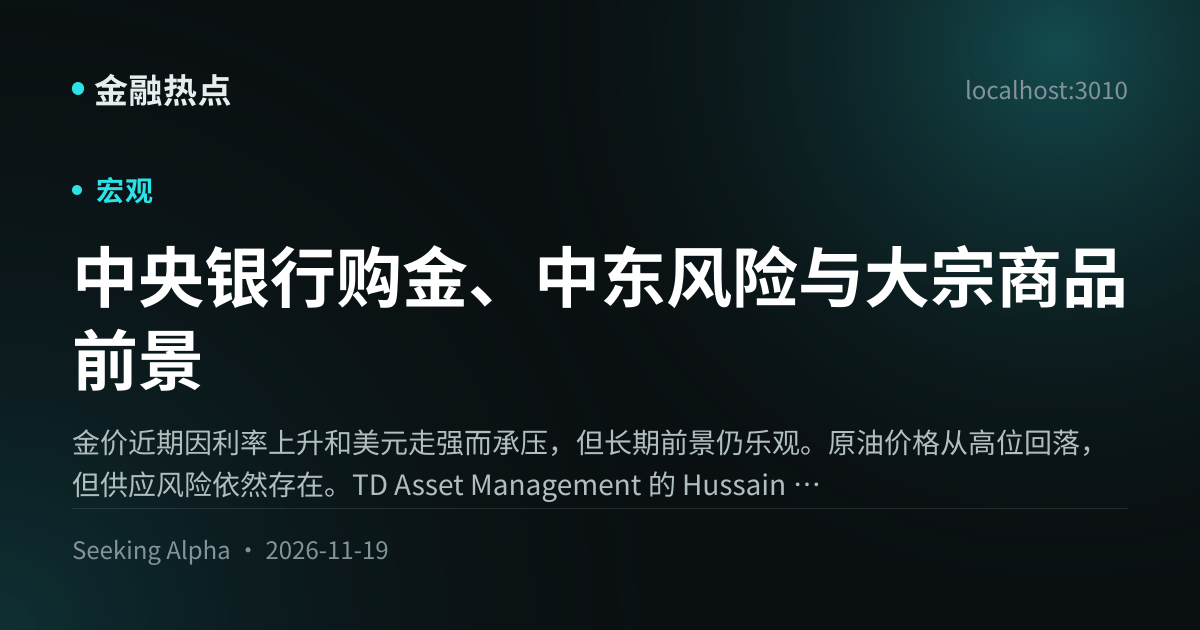 金融热点
localhost:3010
宏观
中央银行购金、中东风险与大宗商品
前景
金价近期因利率上升和美元走强而承压，但长期前景仍乐观。原油价格从高位回落，
但供应风险依然存在。TD Asset Management 的 Hussain …
Seeking Alpha • 2026-11-19